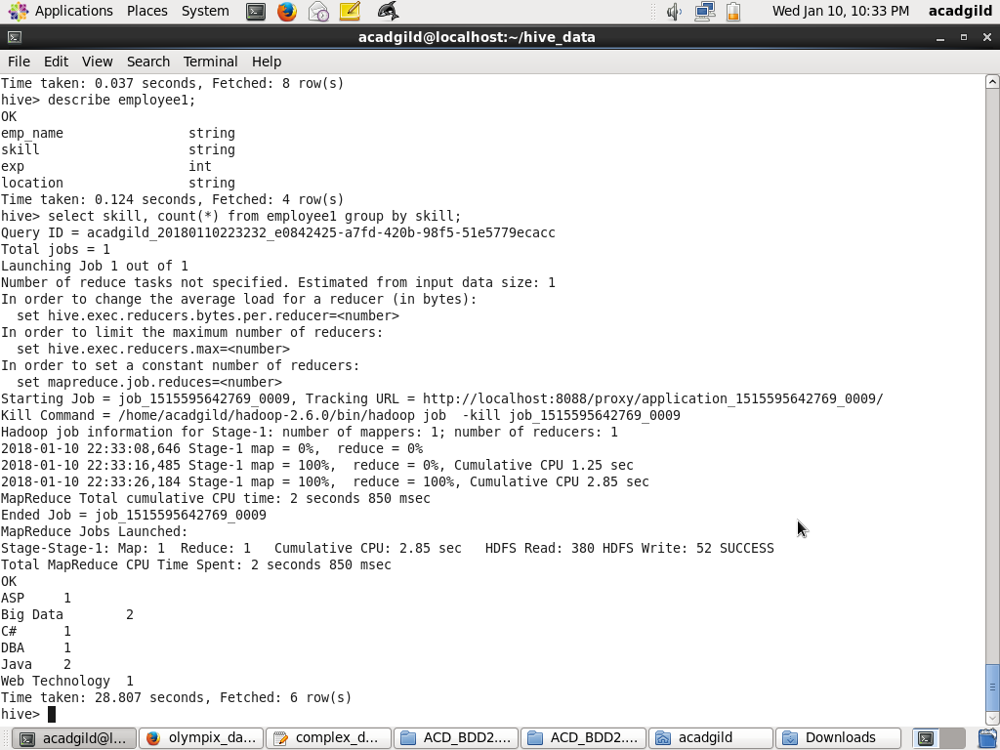 Applications Places System Wed Jan 10, 10:33 PM acadgild
acadgild@localhost:~/hive_data
File Edit View Search Terminal Help
Time taken: 0.037 seconds, Fetched: 8 row(s)
hive> describe employee1;
OK
emp_name                string
skill                   string
exp                     int
location                string
Time taken: 0.124 seconds, Fetched: 4 row(s)
hive> select skill, count(*) from employee1 group by skill;
Query ID = acadgild_20180110223232_e0842425-a7fd-420b-98f5-51e5779ecacc
Total jobs = 1
Launching Job 1 out of 1
Number of reduce tasks not specified. Estimated from input data size: 1
In order to change the average load for a reducer (in bytes):
  set hive.exec.reducers.bytes.per.reducer=<number>
In order to limit the maximum number of reducers:
  set hive.exec.reducers.max=<number>
In order to set a constant number of reducers:
  set mapreduce.job.reduces=<number>
Starting Job = job_1515595642769_0009, Tracking URL = http://localhost:8088/proxy/application_1515595642769_0009/
Kill Command = /home/acadgild/hadoop-2.6.0/bin/hadoop job  -kill job_1515595642769_0009
Hadoop job information for Stage-1: number of mappers: 1; number of reducers: 1
2018-01-10 22:33:08,646 Stage-1 map = 0%,  reduce = 0%
2018-01-10 22:33:16,485 Stage-1 map = 100%,  reduce = 0%, Cumulative CPU 1.25 sec
2018-01-10 22:33:26,184 Stage-1 map = 100%,  reduce = 100%, Cumulative CPU 2.85 sec
MapReduce Total cumulative CPU time: 2 seconds 850 msec
Ended Job = job_1515595642769_0009
MapReduce Jobs Launched:
Stage-Stage-1: Map: 1  Reduce: 1   Cumulative CPU: 2.85 sec   HDFS Read: 380 HDFS Write: 52 SUCCESS
Total MapReduce CPU Time Spent: 2 seconds 850 msec
OK
ASP     1
Big Data        2
C#      1
DBA     1
Java    2
Web Technology  1
Time taken: 28.807 seconds, Fetched: 6 row(s)
hive>
acadgild@l... olympix_da... complex_d... ACD_BDD2.... ACD_BDD2.... acadgild Downloads